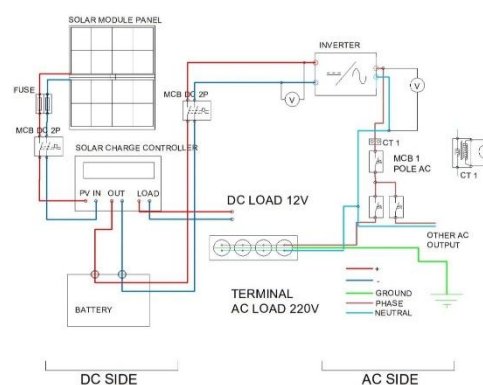 SOLAR MODULE PANEL
INVERTER
FUSE
MCB DC 2P
V
V
MCB DC 2P
SOLAR CHARGE CONTROLLER
CT 1
MCB 1
POLE AC
CT 1
PV IN OUT LOAD
DC LOAD 12V
OTHER AC
OUTPUT
BATTERY
TERMINAL
AC LOAD 220V
+
-
GROUND
PHASE
NEUTRAL
DC SIDE
AC SIDE